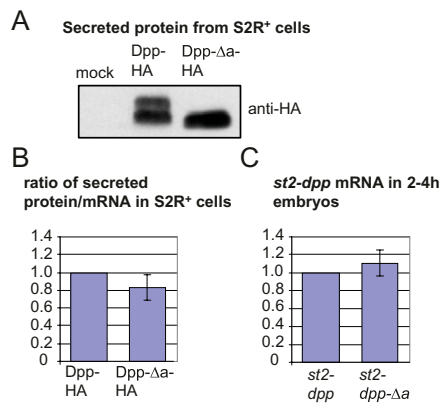 A
Secreted protein from S2R+ cells
mock
Dpp-
HA
Dpp-Δa-
HA
anti-HA
B
ratio of secreted
protein/mRNA in S2R+ cells
1.4
1.2
1.0
0.8
0.6
0.4
0.2
0
Dpp-
HA
Dpp-Δa-
HA
C
st2-dpp mRNA in 2-4h
embryos
1.4
1.2
1.0
0.8
0.6
0.4
0.2
0
st2-
dpp
st2-
dpp-Δa